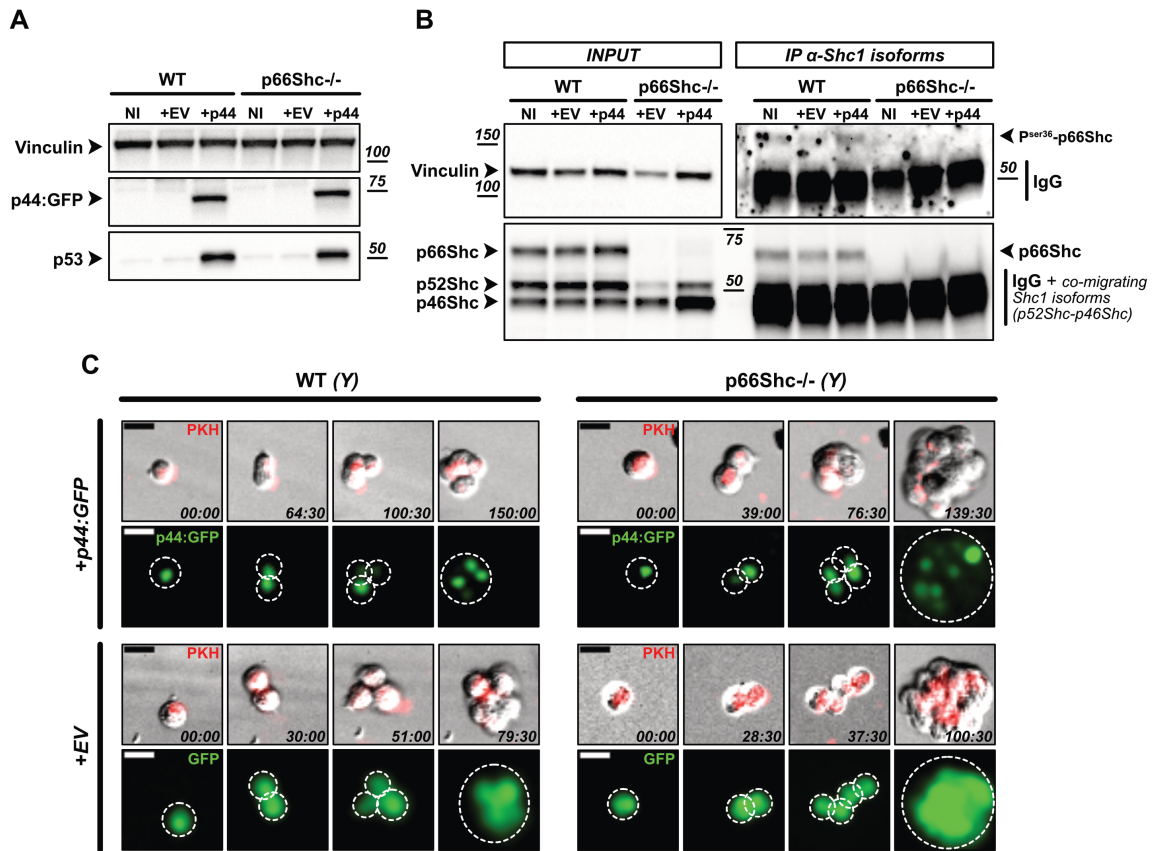 A
WT p66Shc-/-
NI +EV +p44 NI +EV +p44
Vinculin
100
p44:GFP
75
p53
50
B
INPUT IP α-Shc1 isoforms
WT p66Shc-/- WT p66Shc-/-
NI +EV +p44 +EV +p44 NI +EV +p44 NI +EV +p44
150
Pser36-p66Shc
Vinculin
100
50
IgG
p66Shc
75
p66Shc
p52Shc
50
p46Shc
IgG + co-migrating
Shc1 isoforms
(p52Shc-p46Shc)
C
WT (Y) p66Shc-/- (Y)
+p44:GFP
PKH PKH
00:00 64:30 100:30 150:00 00:00 39:00 76:30 139:30
p44:GFP p44:GFP
+EV
PKH PKH
00:00 30:00 51:00 79:30 00:00 28:30 37:30 100:30
GFP GFP